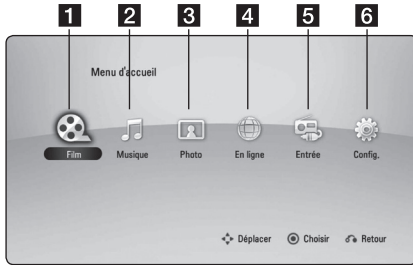 1 2 3 4 5 6
Menu d'accueil
Film Musique Photo En ligne Entrée Config.
Déplacer Choisir Retour